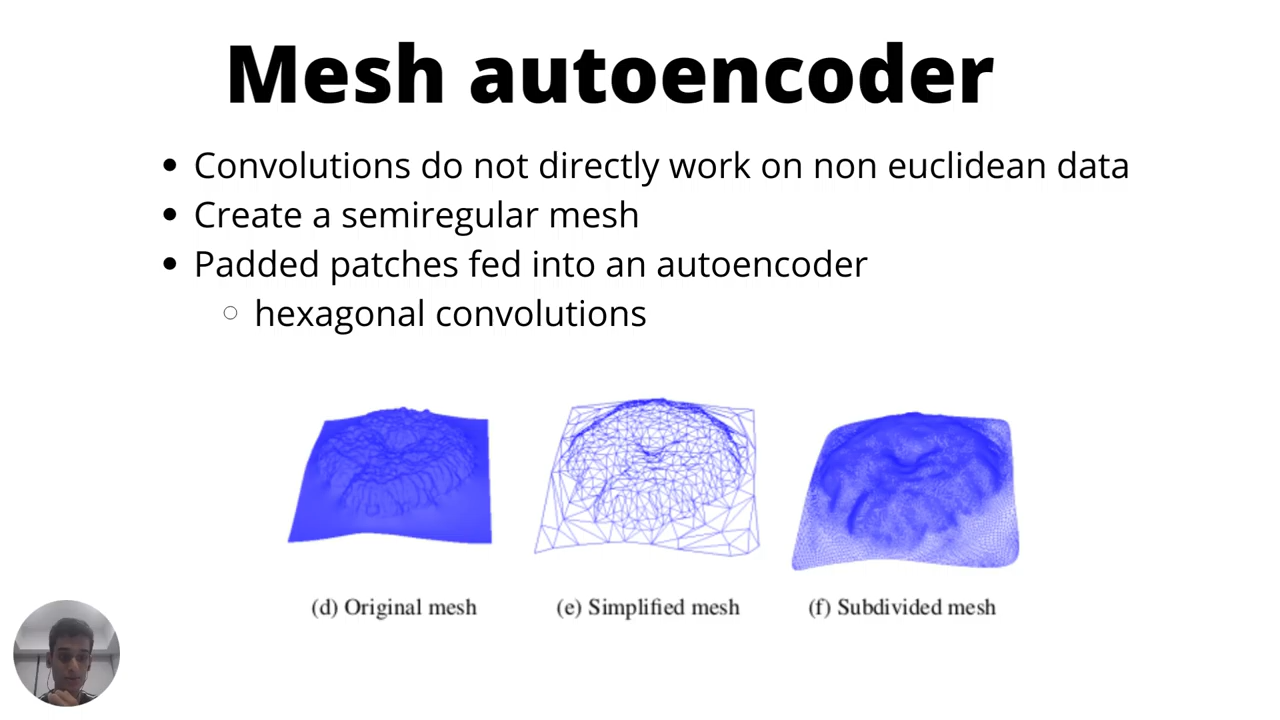 Mesh autoencoder
• Convolutions do not directly work on non euclidean data
• Create a semiregular mesh
• Padded patches fed into an autoencoder
○ hexagonal convolutions
(d) Original mesh
(e) Simplified mesh
(f) Subdivided mesh